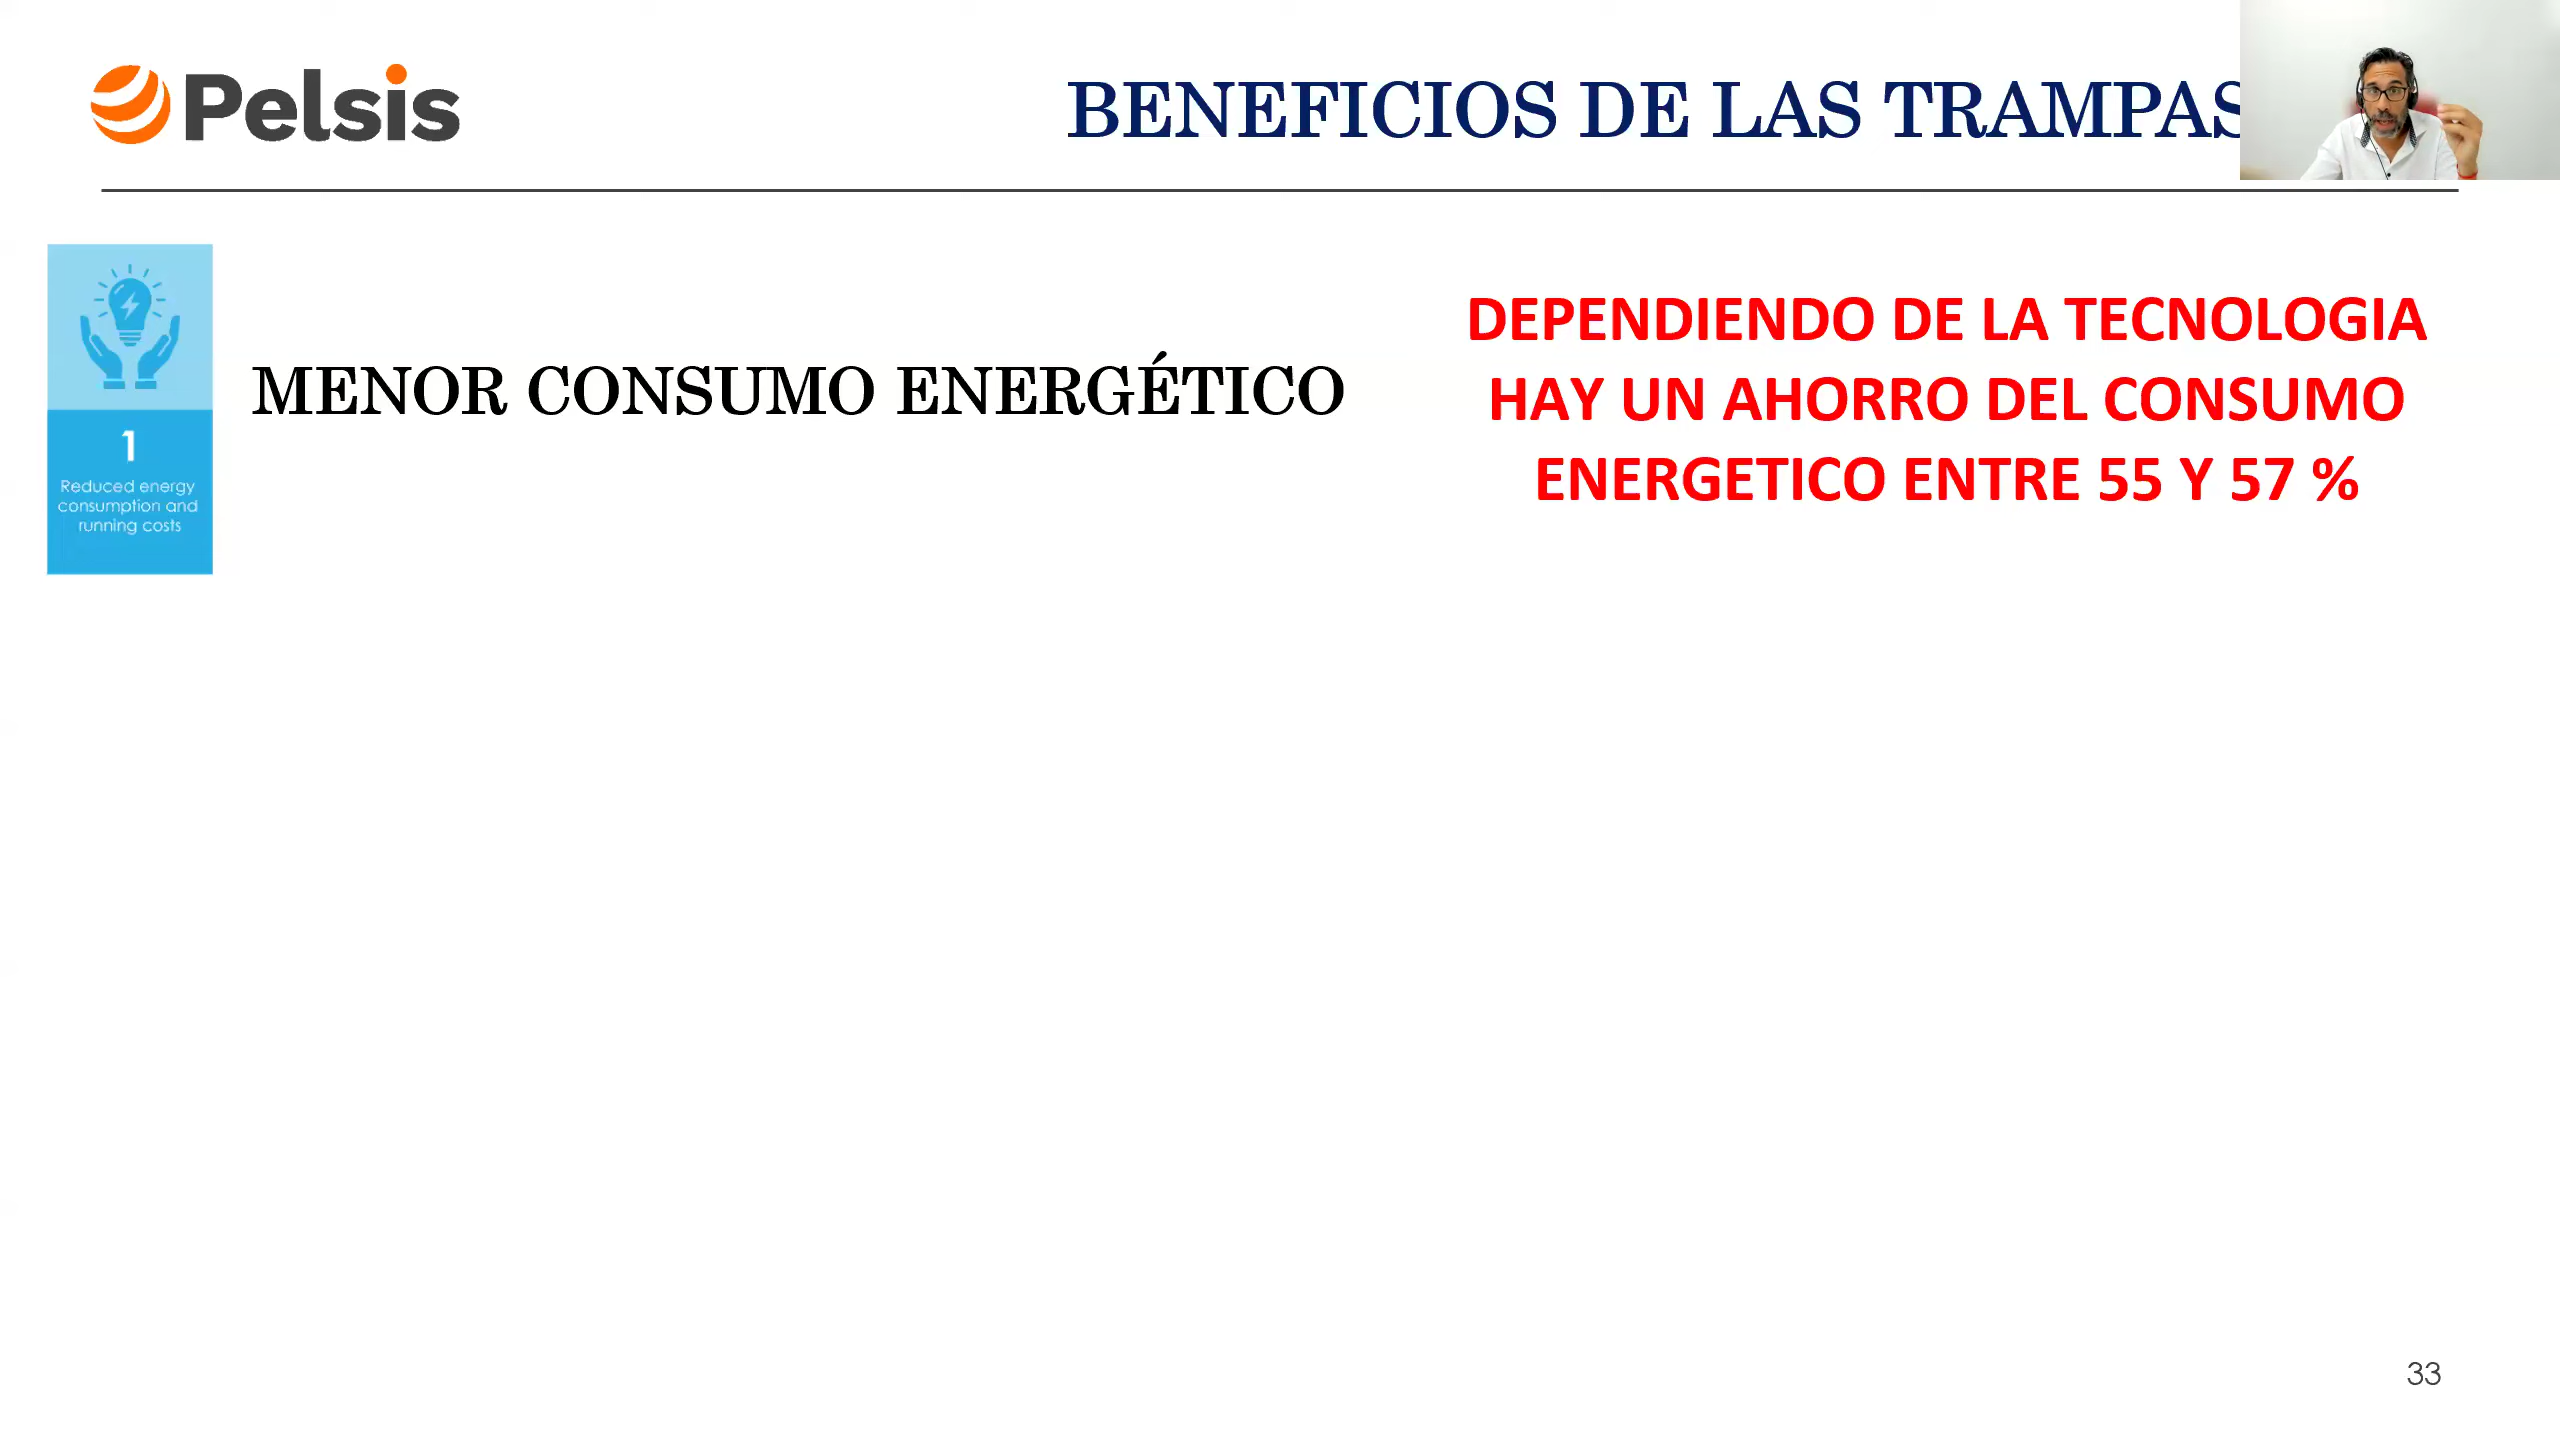 Pelsis
BENEFICIOS DE LAS TRAMPAS
MENOR CONSUMO ENERGÉTICO
1
Reduced energy
consumption and
running costs
DEPENDIENDO DE LA TECNOLOGIA
HAY UN AHORRO DEL CONSUMO
ENERGETICO ENTRE 55 Y 57 %
33